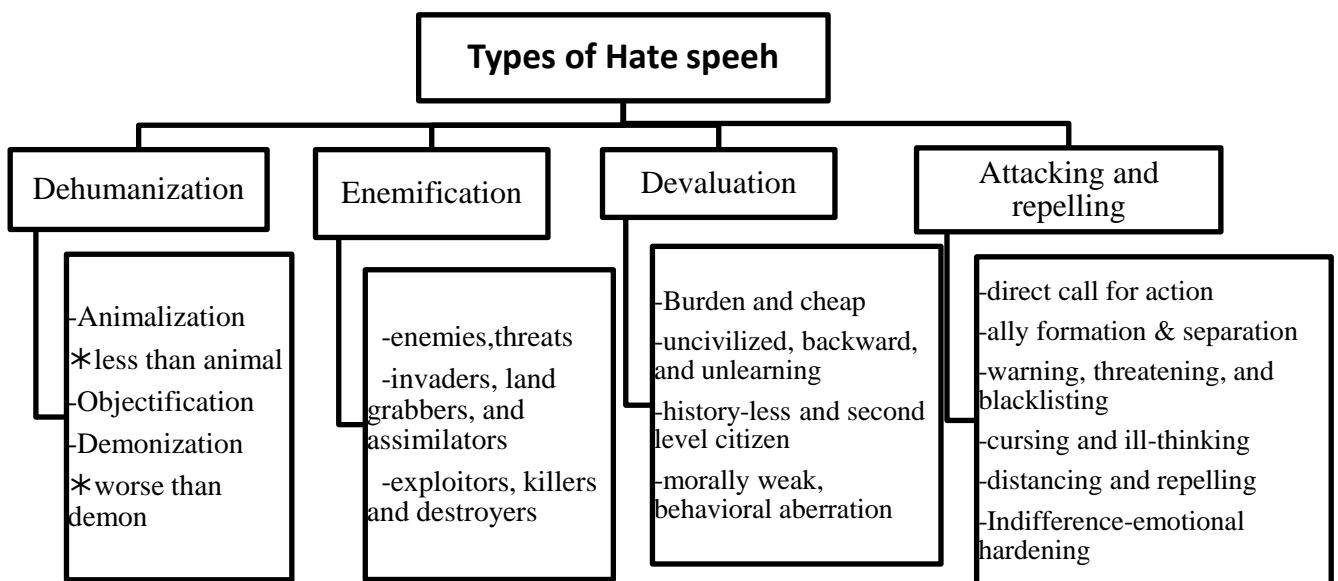 Types of Hate speeh
Dehumanization
-Animalization
*less than animal
-Objectification
-Demonization
*worse than
demon
Enemification
-enemies,threats
-invaders, land
grabbers, and
assimilators
-exploitors, killers
and destroyers
Devaluation
-Burden and cheap
-uncivilized, backward,
and unlearning
-history-less and second
level citizen
-morally weak,
behavioral aberration
Attacking and
repelling
-direct call for action
-ally formation & separation
-warning, threatening, and
blacklisting
-cursing and ill-thinking
-distancing and repelling
-Indifference-emotional
hardening